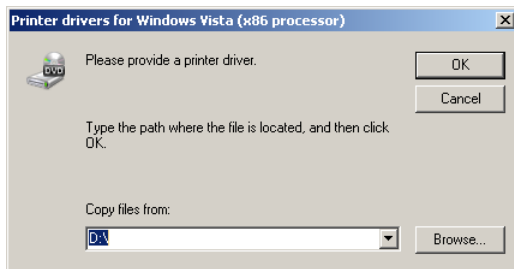 Printer drivers for Windows Vista (x86 processor)
DVD
Please provide a printer driver.
OK
Cancel
Type the path where the file is located, and then click
OK.
Copy files from:
D:\
Browse...